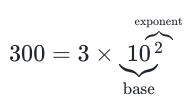 exponent
300 = 3 × 10²
base